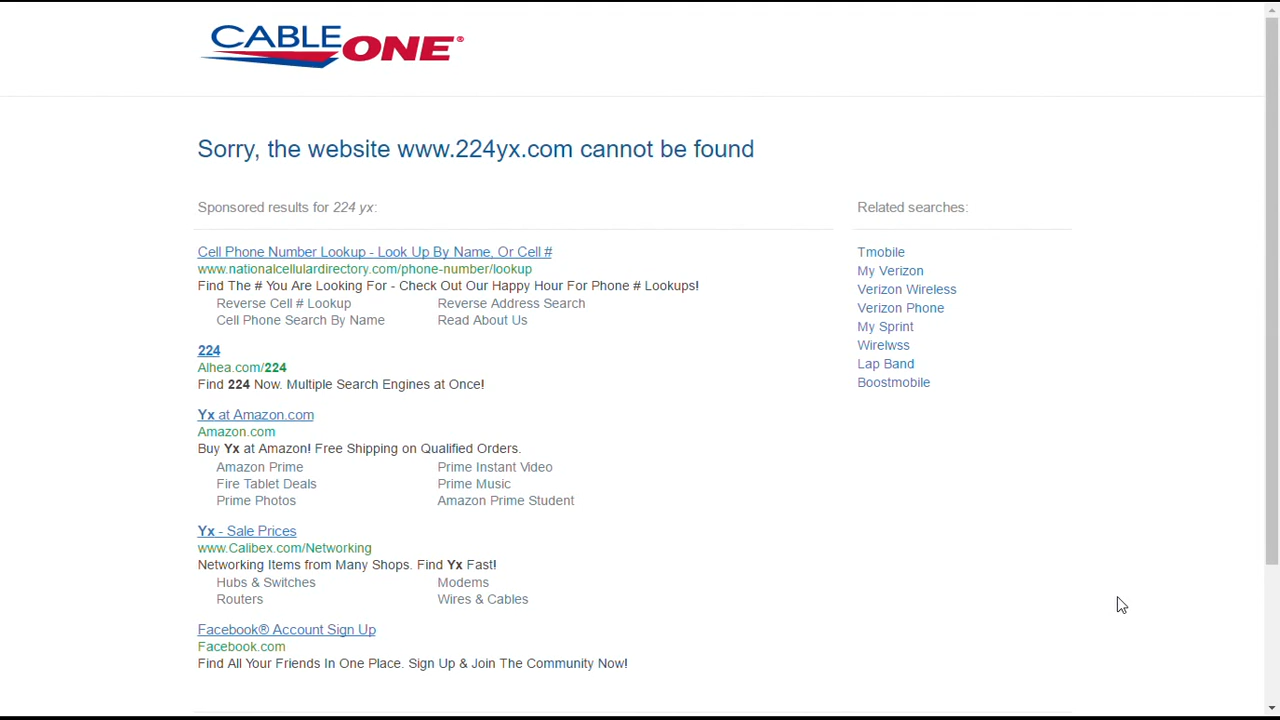 CABLE ONE®
Sorry, the website www.224yx.com cannot be found
Sponsored results for 224 yx:
Cell Phone Number Lookup - Look Up By Name, Or Cell #
www.nationalcellulardirectory.com/phone-number/lookup
Find The # You Are Looking For - Check Out Our Happy Hour For Phone # Lookups!
Reverse Cell # Lookup
Reverse Address Search
Cell Phone Search By Name
Read About Us
224
Alhea.com/224
Find 224 Now. Multiple Search Engines at Once!
Yx at Amazon.com
Amazon.com
Buy Yx at Amazon! Free Shipping on Qualified Orders.
Amazon Prime
Prime Instant Video
Fire Tablet Deals
Prime Music
Prime Photos
Amazon Prime Student
Yx - Sale Prices
www.Calibex.com/Networking
Networking Items from Many Shops. Find Yx Fast!
Hubs & Switches
Modems
Routers
Wires & Cables
Facebook® Account Sign Up
Facebook.com
Find All Your Friends In One Place. Sign Up & Join The Community Now!
Related searches:
Tmobile
My Verizon
Verizon Wireless
Verizon Phone
My Sprint
Wirelwss
Lap Band
Boostmobile